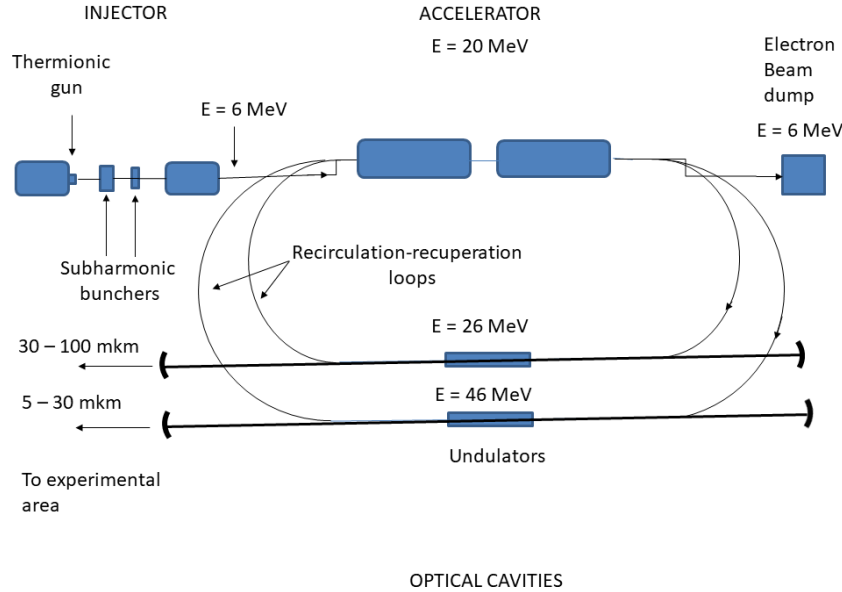 INJECTOR
ACCELERATOR
E = 20 MeV
Electron
Beam
dump
E = 6 MeV
Thermionic
gun
E = 6 MeV
Subharmonic
bunchers
Recirculation-recuperation
loops
E = 26 MeV
30 – 100 mkm
E = 46 MeV
5 – 30 mkm
Undulators
To experimental
area
OPTICAL CAVITIES